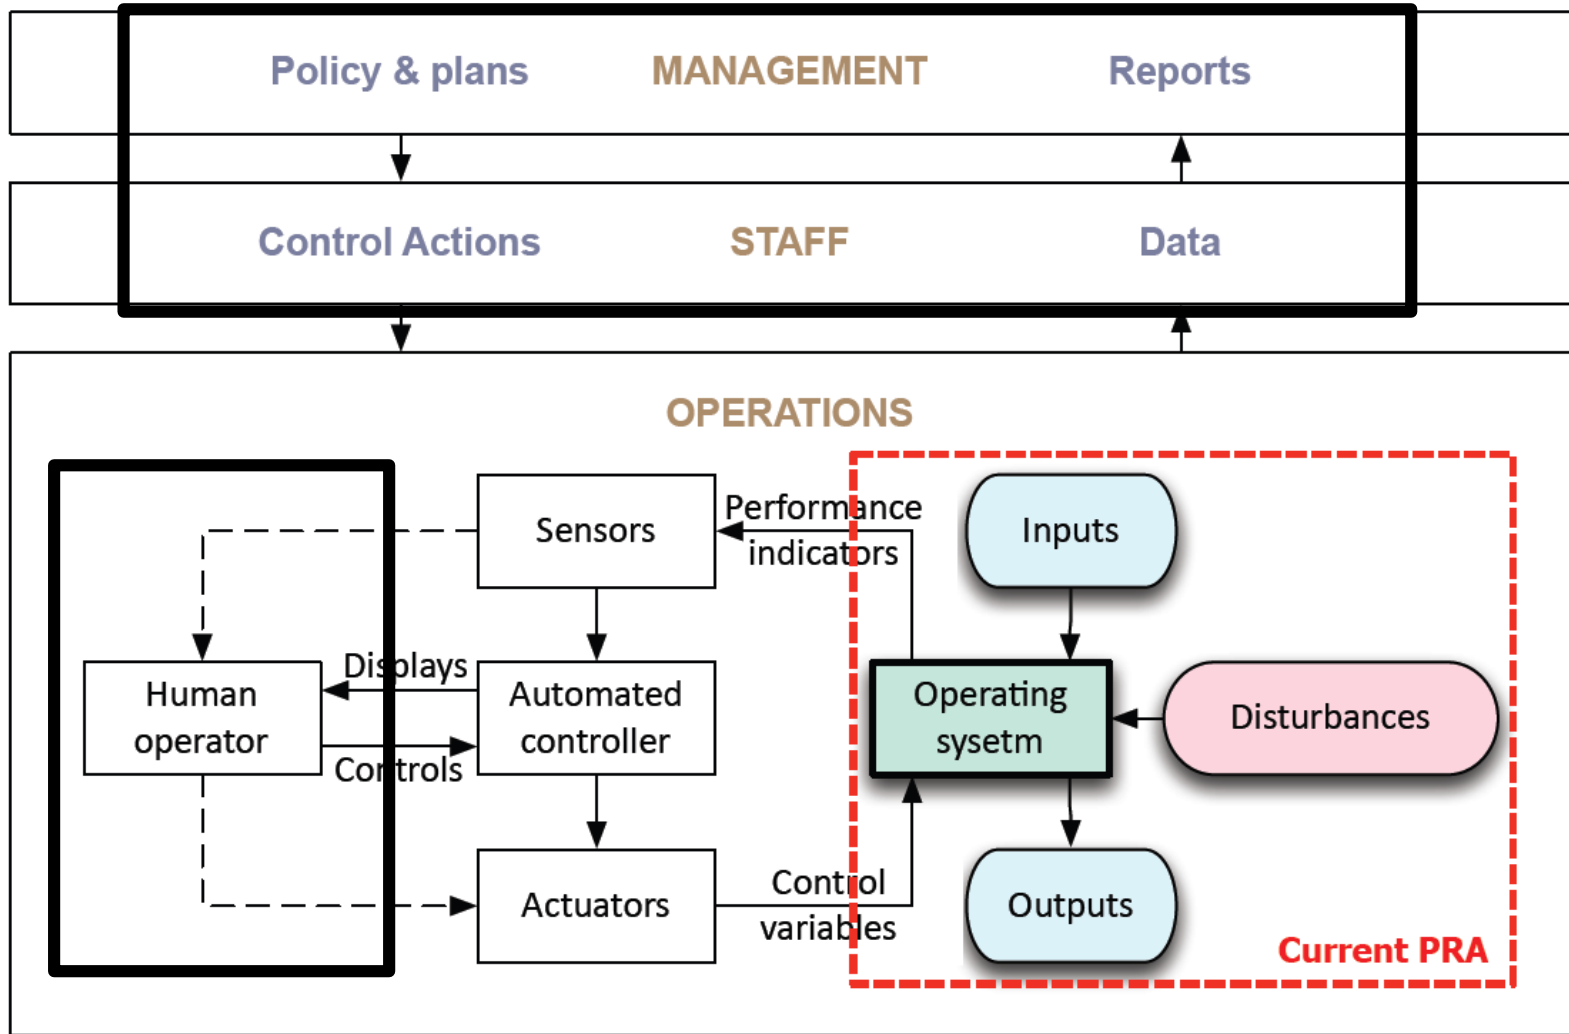 Policy & plans MANAGEMENT Reports
Control Actions STAFF Data
OPERATIONS
Sensors
Performance
indicators
Inputs
Displays
Human
operator
Controls
Automated
controller
Operating
sysetm
Disturbances
Actuators
Control
variables
Outputs
Current PRA